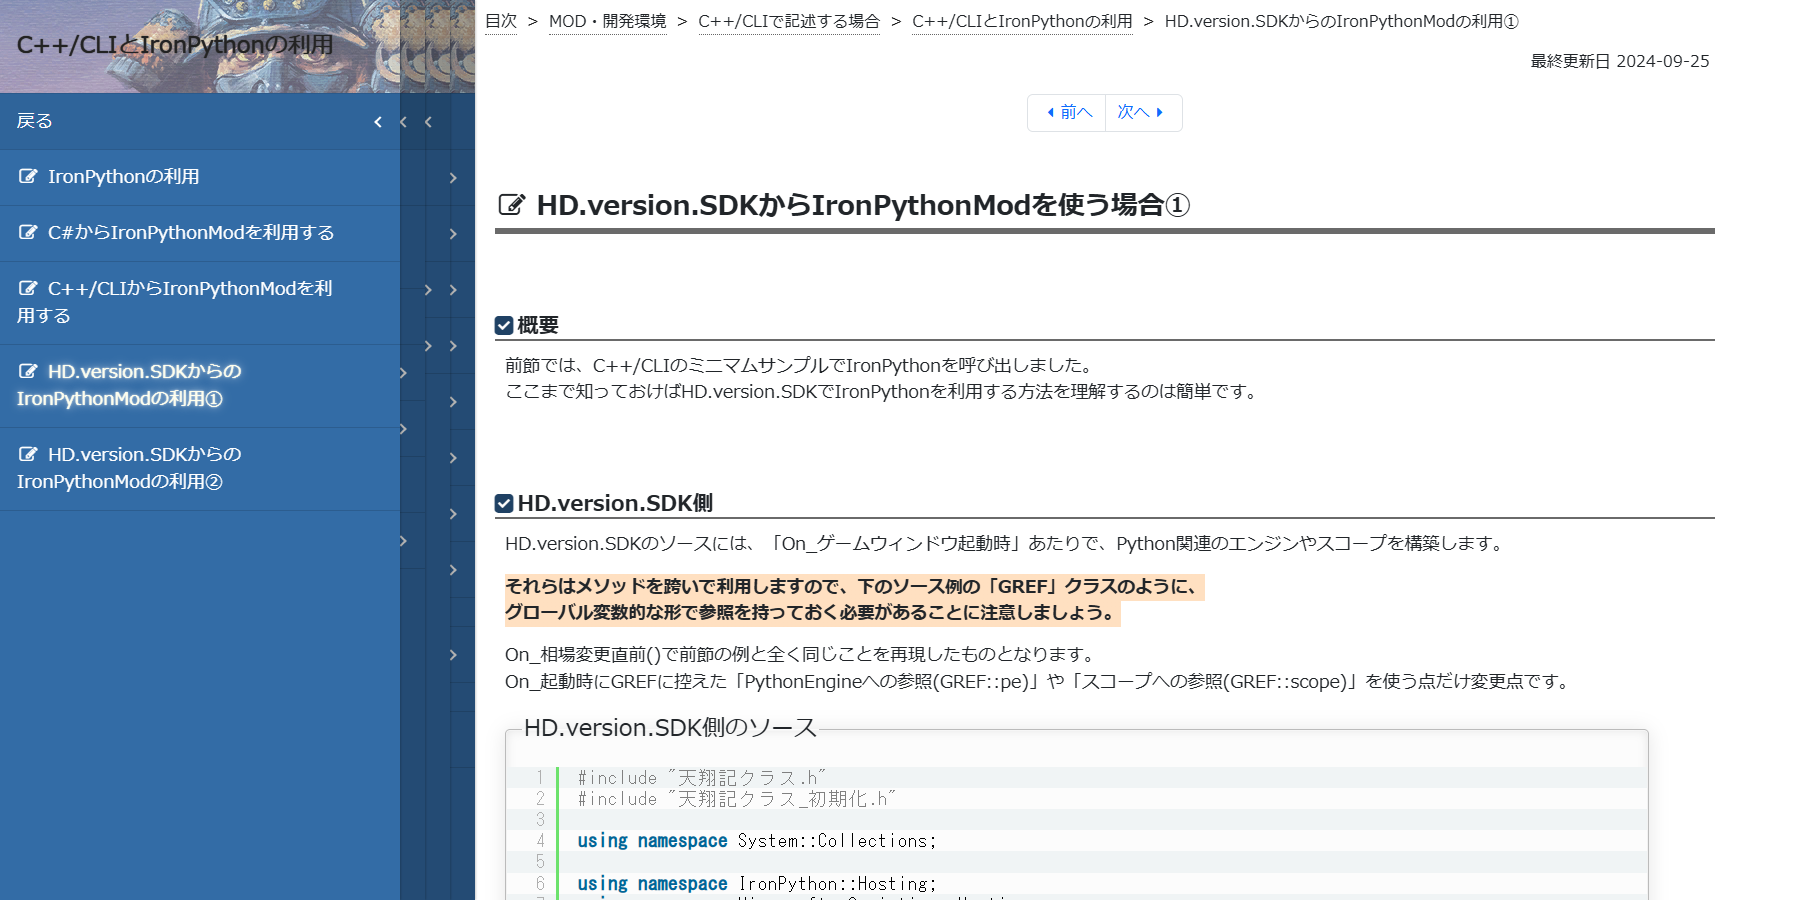 C++/CLIとIronPythonの利用
戻る
IronPythonの利用
C#からIronPythonModを利用する
C++/CLIからIronPythonModを利
用する
HD.version.SDKからの
IronPythonModの利用①
HD.version.SDKからの
IronPythonModの利用②
目次 > MOD・開発環境 > C++/CLIで記述する場合 > C++/CLIとIronPythonの利用 > HD.version.SDKからのIronPythonModの利用①
最終更新日 2024-09-25
前へ 次へ
HD.version.SDKからIronPythonModを使う場合①
概要
前節では、C++/CLIのミニマムサンプルでIronPythonを呼び出しました。
ここまで知っておけばHD.version.SDKでIronPythonを利用する方法を理解するのは簡単です。
HD.version.SDK側
HD.version.SDKのソースには、「On_ゲームウィンドウ起動時」あたりで、Python関連のエンジンやスコープを構築します。
それらはメソッドを跨いで利用しますので、下のソース例の「GREF」クラスのように、
グローバル変数的な形で参照を持っておく必要があることに注意しましょう。
On_相場変更直前()で前節の例と全く同じことを再現したものとなります。
On_起動時にGREFに控えた「PythonEngineへの参照(GREF::pe)」や「スコープへの参照(GREF::scope)」を使う点だけ変更点です。
HD.version.SDK側のソース
1 #include "天翔記クラス.h"
2 #include "天翔記クラス_初期化.h"
3
4 using namespace System::Collections;
5
6 using namespace IronPython::Hosting;